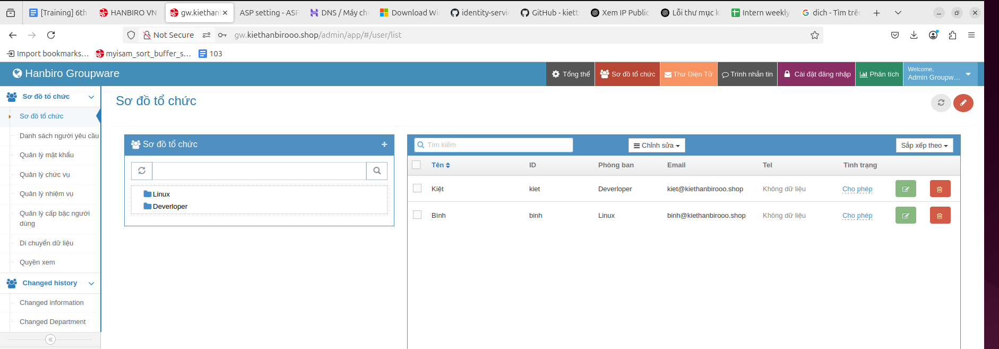 [Training] 6th
HANBIRO VN
gw.kiethanl
ASP setting - ASP
DNS / Máy ch
Download Wi
identity-servic
GitHub - kiett
Xem IP Public
Lỗi thư mục k
Intern weekly
dich - Tìm trên
Not Secure
gw.kiethanbirooo.shop/admin/app/#/user/list
Import bookmarks...
myisam_sort_buffer_s...
103
Hanbiro Groupware
Tổng thể
Sơ đồ tổ chức
Thư Điện Tử
Trình nhắn tin
Cài đặt đăng nhập
Phân tích
Welcome,
Admin Groupw...
Sơ đồ tổ chức
Sơ đồ tổ chức
Danh sách người yêu cầu
Quản lý mật khẩu
Quản lý chức vụ
Quản lý nhiệm vụ
Quản lý cấp bậc người
dùng
Di chuyển dữ liệu
Quyền xem
Changed history
Changed information
Changed Department
Sơ đồ tổ chức
Sơ đồ tổ chức
Linux
Deverloper
Tìm kiếm
Chỉnh sửa
Sắp xếp theo
Tên ID Phòng ban Email Tel Tình trạng
Kiệt kiet Deverloper kiet@kiethanbirooo.shop Không dữ liệu Cho phép
Bình binh Linux binh@kiethanbirooo.shop Không dữ liệu Cho phép